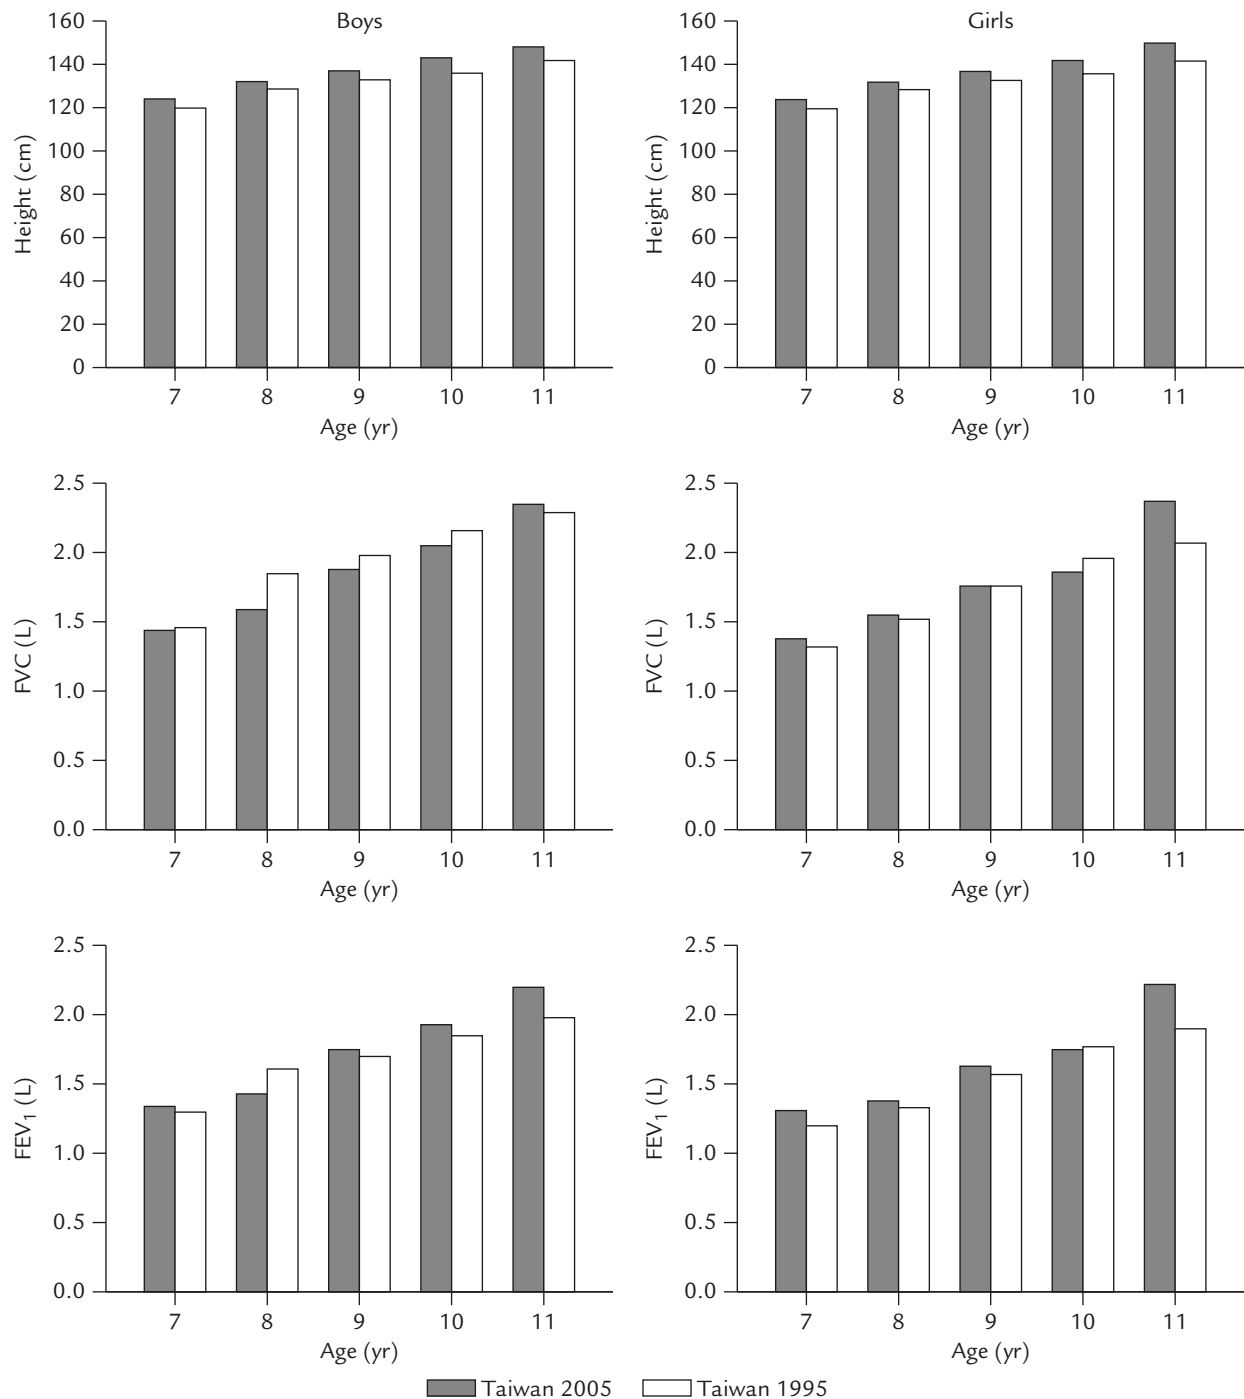 Boys
160
140
120
100
80
60
40
20
0
Height (cm)
7 8 9 10 11
Age (yr)
Girls
160
140
120
100
80
60
40
20
0
Height (cm)
7 8 9 10 11
Age (yr)
2.5
2.0
1.5
1.0
0.5
0.0
FVC (L)
7 8 9 10 11
Age (yr)
2.5
2.0
1.5
1.0
0.5
0.0
FVC (L)
7 8 9 10 11
Age (yr)
2.5
2.0
1.5
1.0
0.5
0.0
FEV₁ (L)
7 8 9 10 11
Age (yr)
2.5
2.0
1.5
1.0
0.5
0.0
FEV₁ (L)
7 8 9 10 11
Age (yr)
Taiwan 2005 Taiwan 1995